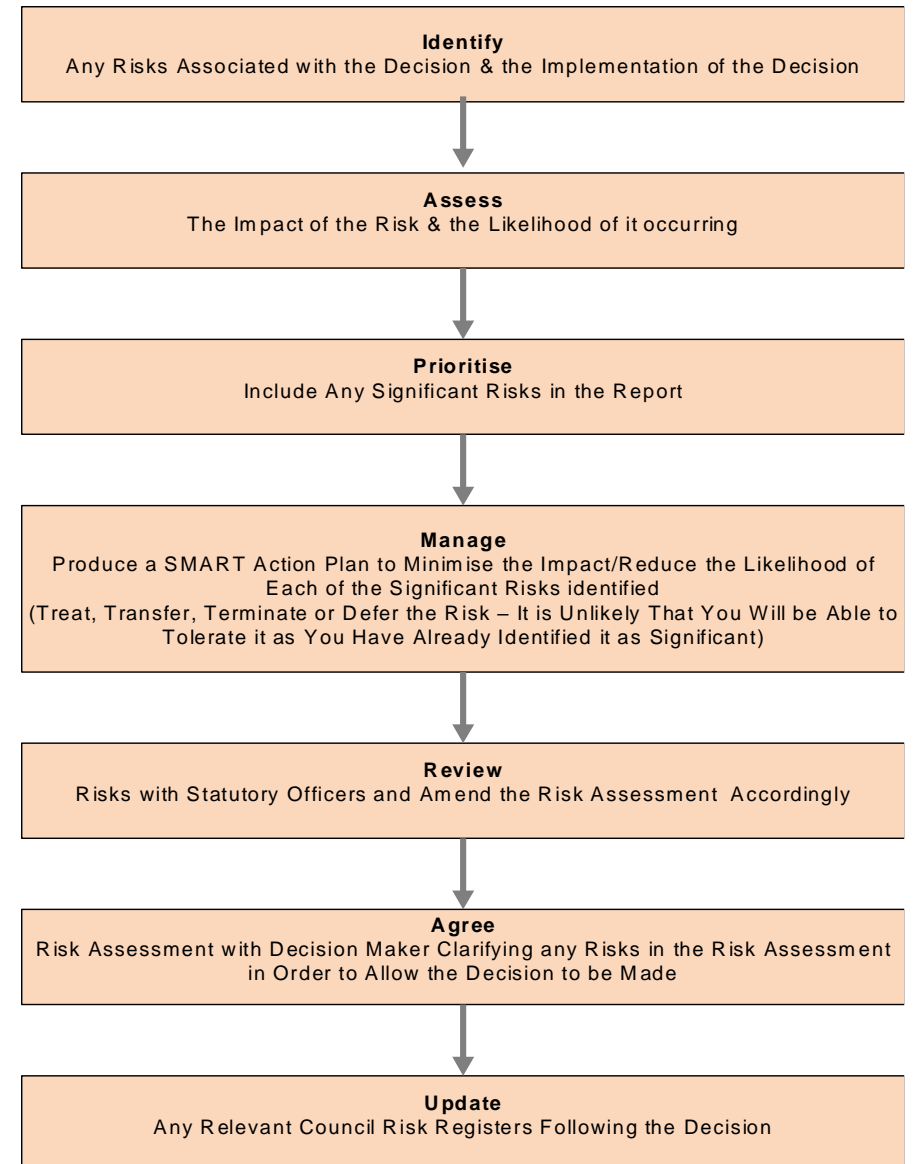 Identify
Any Risks Associated with the Decision & the Implementation of the Decision
Assess
The Impact of the Risk & the Likelihood of it occurring
Prioritise
Include Any Significant Risks in the Report
Manage
Produce a SMART Action Plan to Minimise the Impact/Reduce the Likelihood of
Each of the Significant Risks identified
(Treat, Transfer, Terminate or Defer the Risk – It is Unlikely That You Will be Able to
Tolerate it as You Have Already Identified it as Significant)
Review
Risks with Statutory Officers and Amend the Risk Assessment Accordingly
Agree
Risk Assessment with Decision Maker Clarifying any Risks in the Risk Assessment
in Order to Allow the Decision to be Made
Update
Any Relevant Council Risk Registers Following the Decision